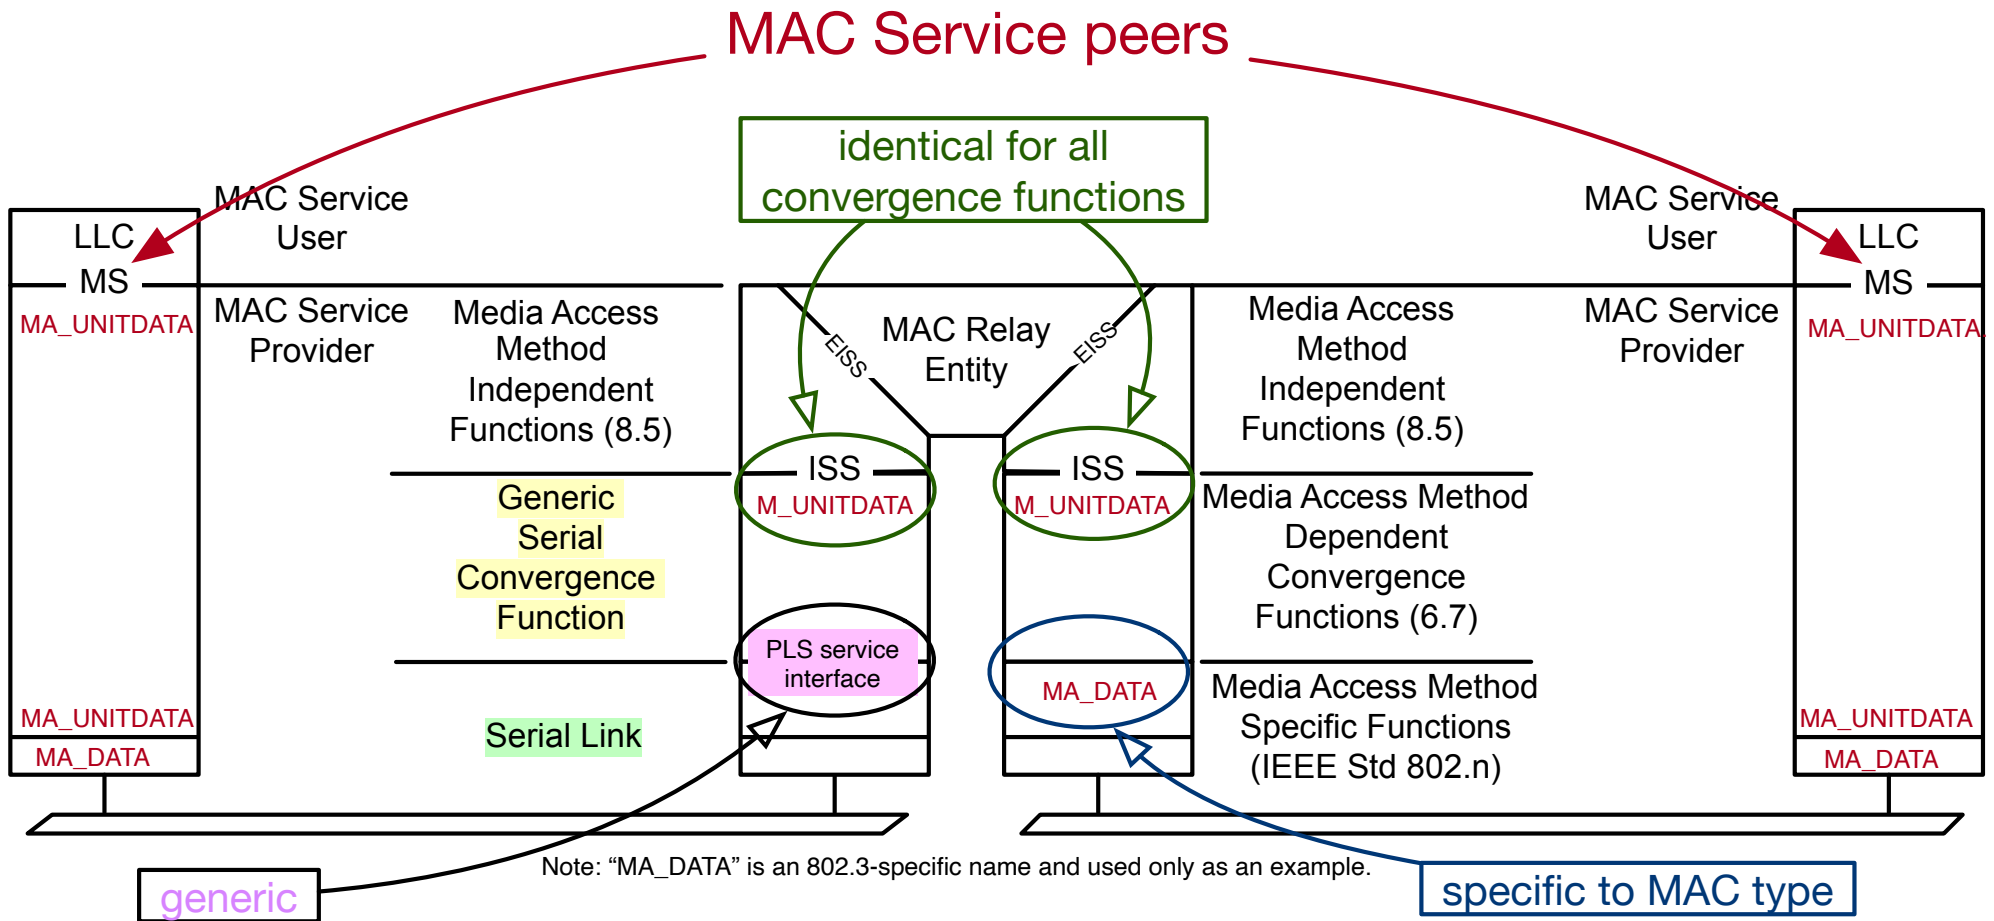 MAC Service peers
identical for all
convergence functions
LLC
MS
MA_UNITDATA
MA_UNITDATA
MA_DATA
MAC Service
User
MAC Service
Provider
Media Access
Method
Independent
Functions (8.5)
Generic
Serial
Convergence
Function
Serial Link
EISS
MAC Relay
Entity
EISS
ISS
M_UNITDATA
PLS service
interface
ISS
M_UNITDATA
MA_DATA
Media Access
Method
Independent
Functions (8.5)
Media Access Method
Dependent
Convergence
Functions (6.7)
Media Access Method
Specific Functions
(IEEE Std 802.n)
MAC Service
User
MAC Service
Provider
LLC
MS
MA_UNITDATA
MA_UNITDATA
MA_DATA
Note: “MA_DATA” is an 802.3-specific name and used only as an example.
generic
specific to MAC type